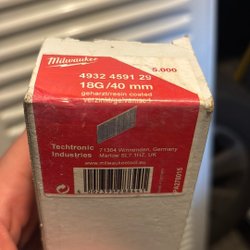 Milwaukee
5.000
4932 4591 29
18G/40 mm
geharzt/resin coated
verzinkt/galvanised
Techtronic
Industries
71364 Winnenden, Germany
Marlow SL7 1HZ, UK
www.milwaukeetool.eu